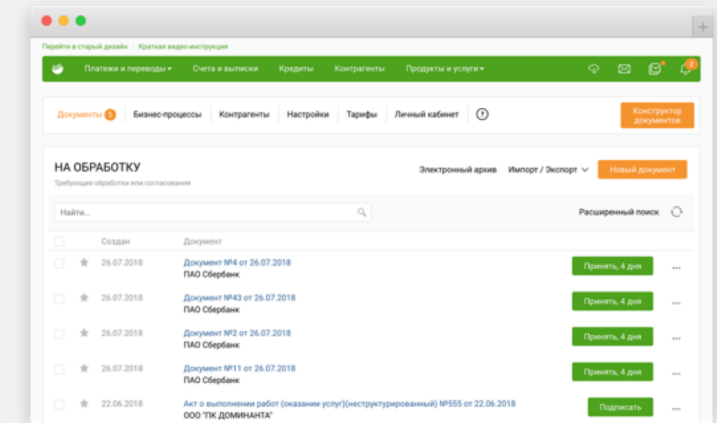 Перейти в старый дизайн Краткая видео-инструкция
Платежи и переводы Счета и выписки Кредиты Контрагенты Продукты и услуги 2
Документы 5 Бизнес-процессы Контрагенты Настройки Тарифы Личный кабинет ? Конструктор
документов
НА ОБРАБОТКУ Электронный архив Импорт / Экспорт Новый документ
Требующие обработки или согласования
Найти... Расширенный поиск
Создан Документ
26.07.2018 Документ №4 от 26.07.2018 Принять, 4 дня ...
ПАО Сбербанк
26.07.2018 Документ №43 от 26.07.2018 Принять, 4 дня ...
ПАО Сбербанк
26.07.2018 Документ №2 от 26.07.2018 Принять, 4 дня ...
ПАО Сбербанк
26.07.2018 Документ №11 от 26.07.2018 Принять, 4 дня ...
ПАО Сбербанк
22.06.2018 Акт о выполнении работ (оказании услуг)(неструктурированный) №555 от 22.06.2018 Подписать ...
ООО "ПК ДОМИНАНТА"